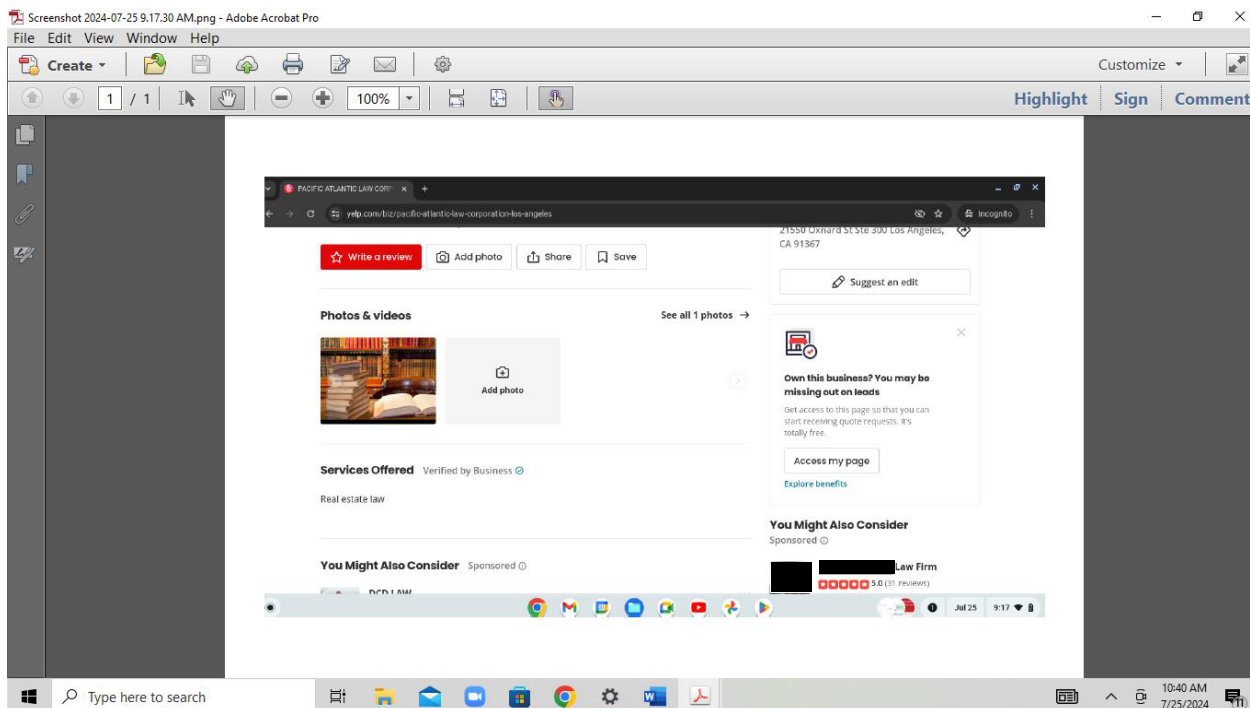 Screenshot 2024-07-25 9.17.30 AM.png - Adobe Acrobat Pro
File Edit View Window Help
Create
Customize
1 / 1
100%
Highlight Sign Comment
PACIFIC ATLANTIC LAW CORP
yelp.com/biz/pacific-atlantic-law-corporation-los-angeles
Incognito
21550 Oxnard St Ste 300 Los Angeles,
CA 91367
Write a review
Add photo
Share
Save
Suggest an edit
Photos & videos
See all 1 photos
Add photo
Own this business? You may be
missing out on leads
Get access to this page so that you can
start receiving quote requests. It's
totally free.
Access my page
Explore benefits
Services Offered Verified by Business
Real estate law
You Might Also Consider
Sponsored
Law Firm
5.0 (31 reviews)
You Might Also Consider Sponsored
DCD LAW
Jul 25 9:17
Type here to search
10:40 AM
7/25/2024